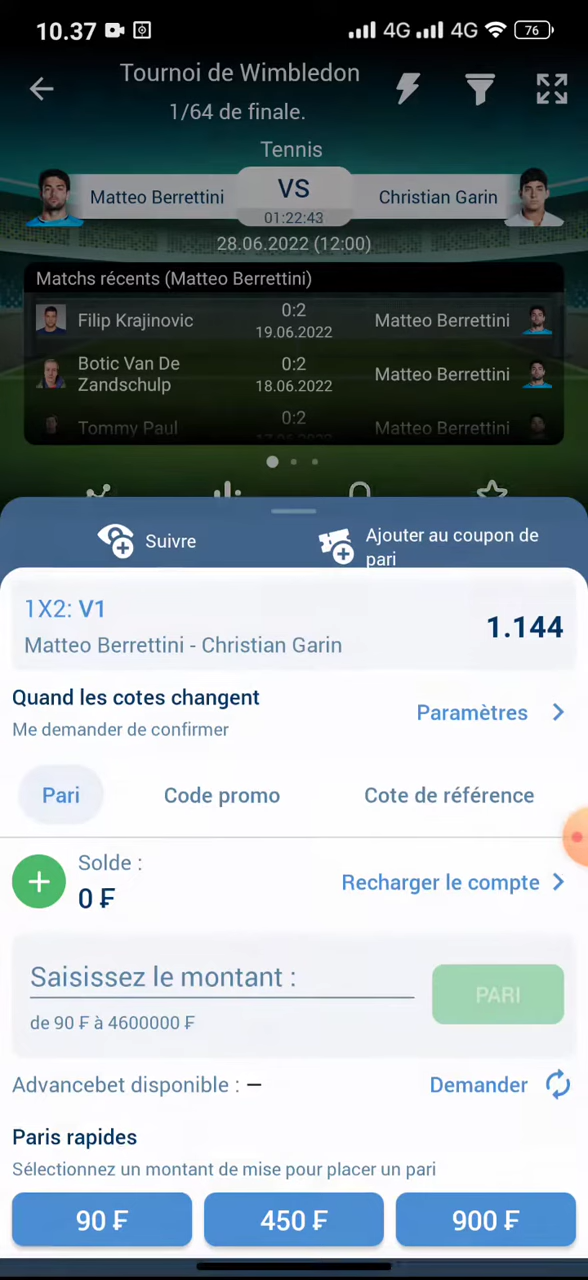 10.37 4G 4G 76
Tournoi de Wimbledon
1/64 de finale.
Tennis
Matteo Berrettini VS Christian Garin
01:22:43
28.06.2022 (12:00)
Matchs récents (Matteo Berrettini)
Filip Krajinovic 0:2 Matteo Berrettini
19.06.2022
Botic Van De Zandschulp 0:2 Matteo Berrettini
18.06.2022
Tommy Paul 0:2 Matteo Berrettini
17.06.2022
Suivre
Ajouter au coupon de
pari
1X2: V1
Matteo Berrettini - Christian Garin
1.144
Quand les cotes changent
Me demander de confirmer
Paramètres
Pari Code promo Cote de référence
Solde :
0 ₣
Recharger le compte
Saisissez le montant :
PARI
de 90 ₣ à 4600000 ₣
Advancebet disponible : —
Demander
Paris rapides
Sélectionnez un montant de mise pour placer un pari
90 ₣ 450 ₣ 900 ₣